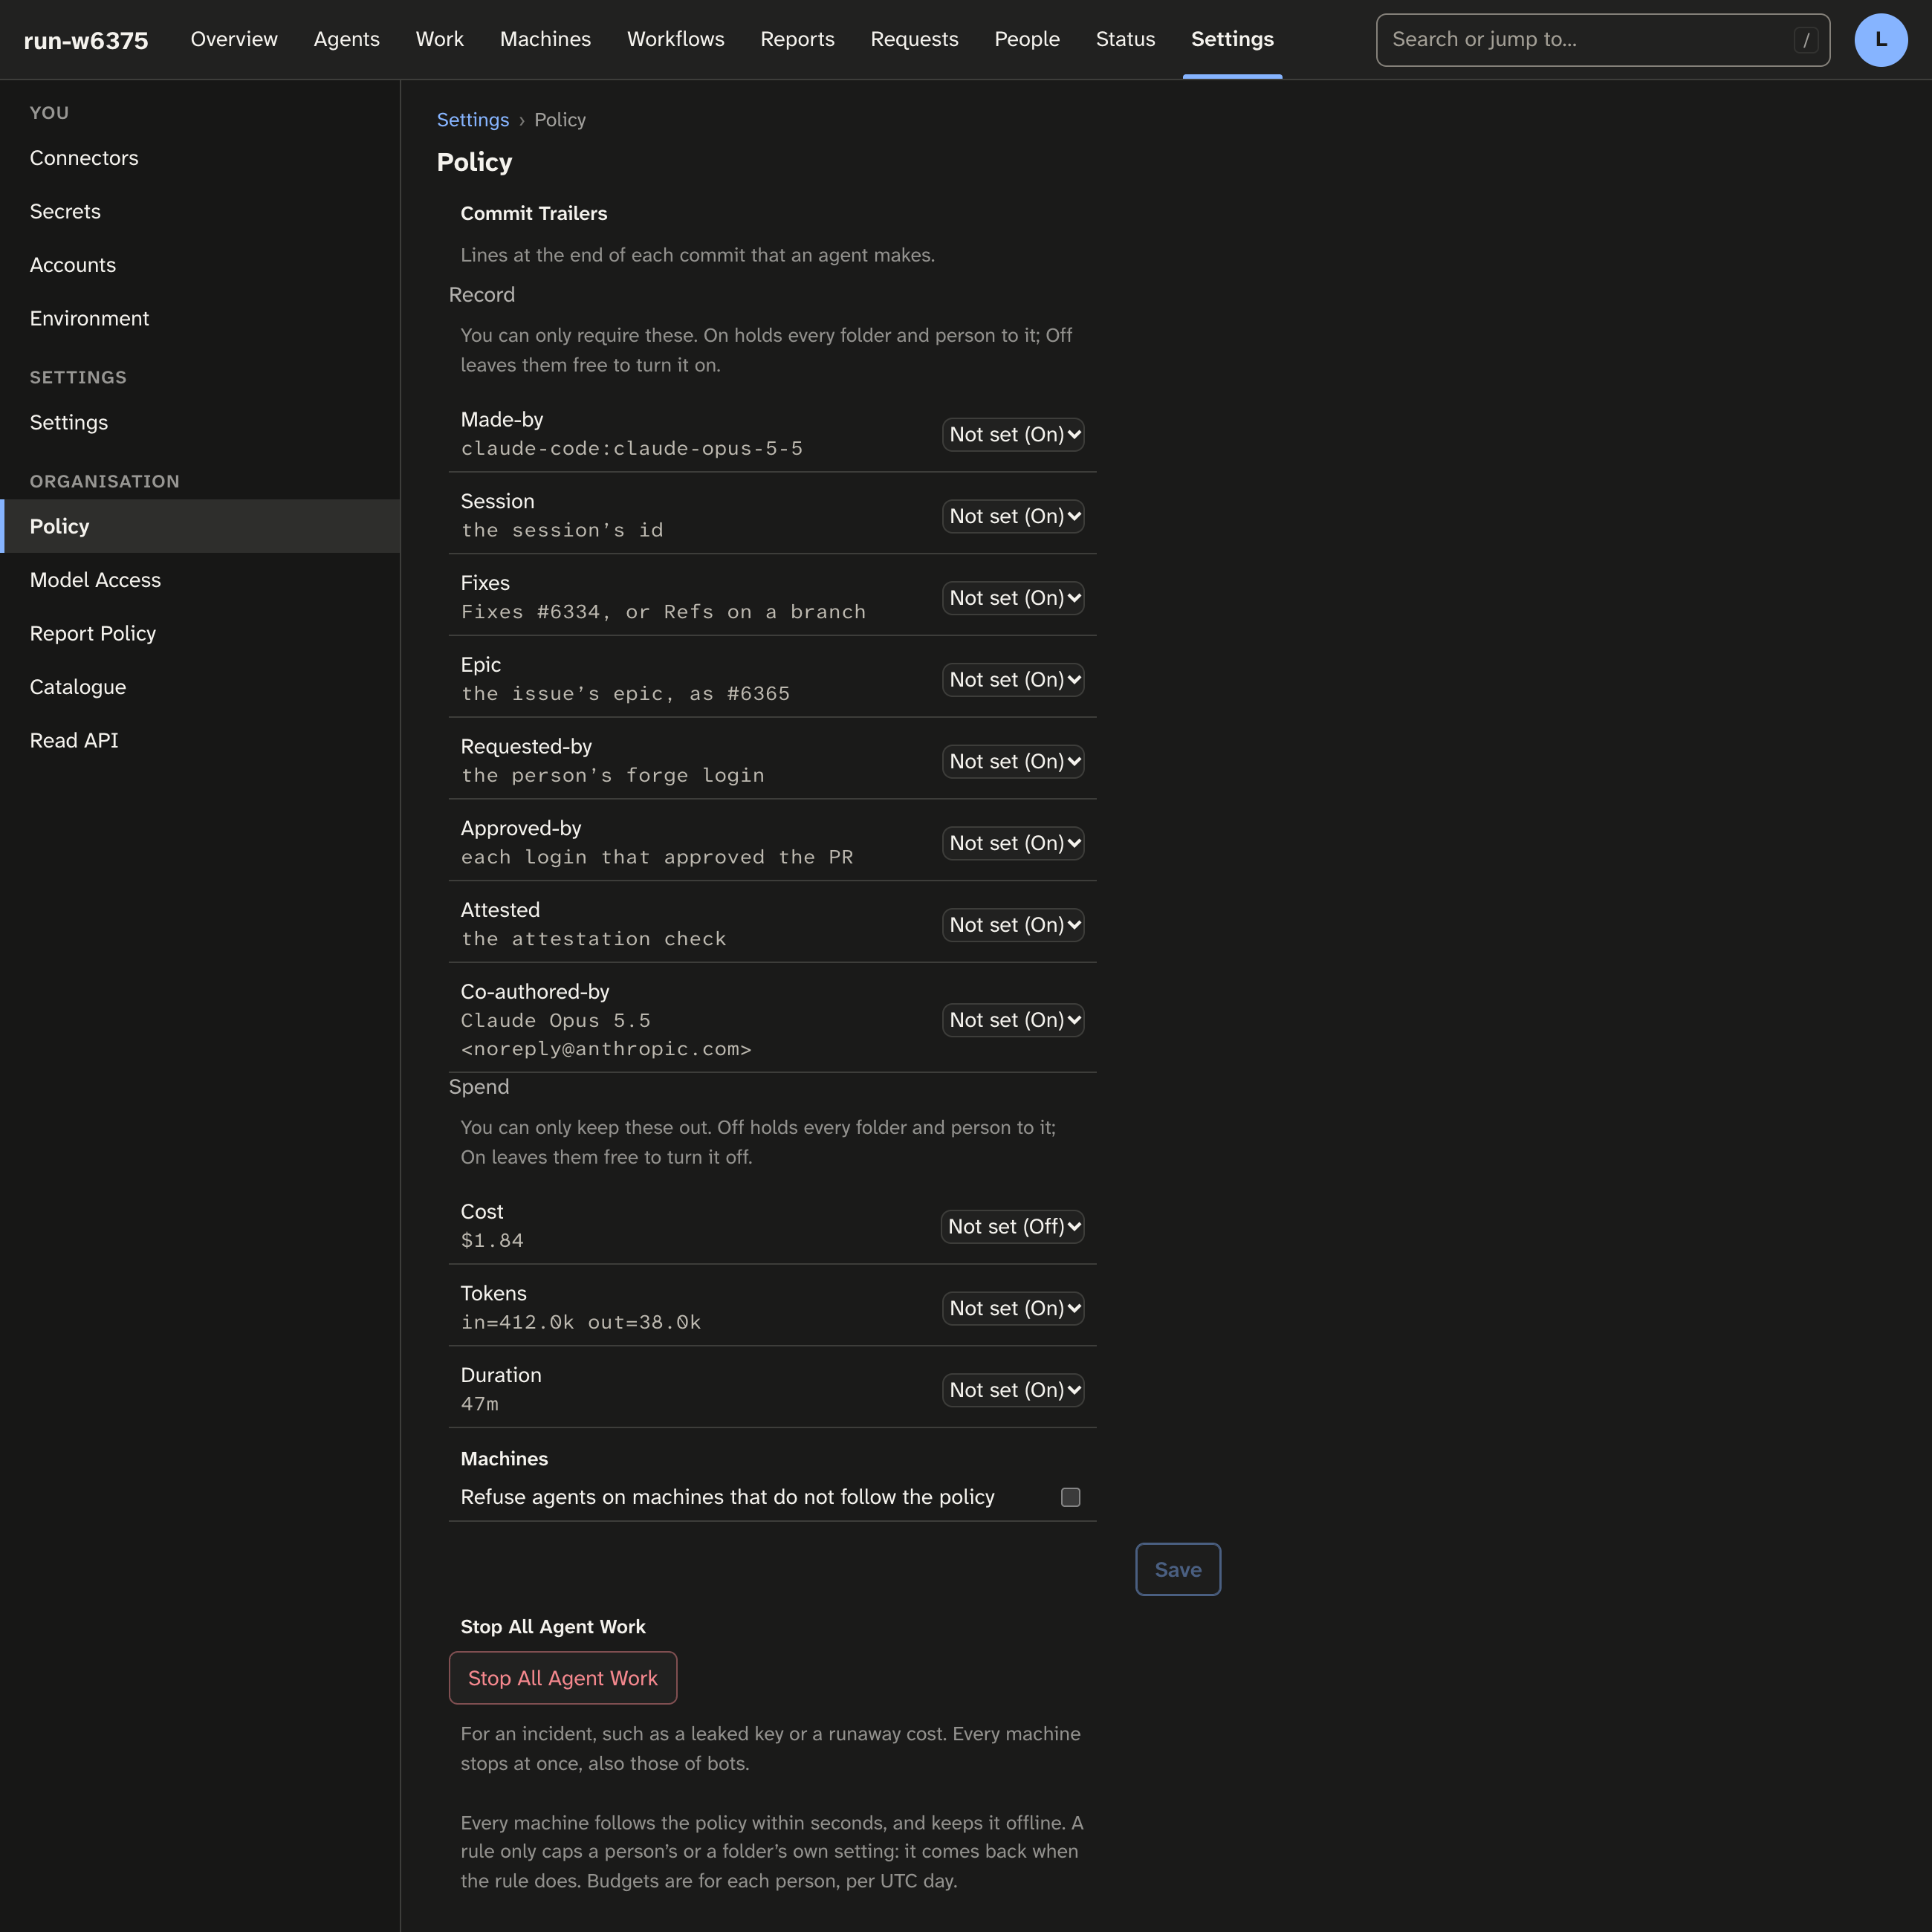 run-w6375
Overview
Agents
Work
Machines
Workflows
Reports
Requests
People
Status
Settings
Search or jump to...
/
L
YOU
Connectors
Secrets
Accounts
Environment
SETTINGS
Settings
ORGANISATION
Policy
Model Access
Report Policy
Catalogue
Read API
Settings › Policy
Policy
Commit Trailers
Lines at the end of each commit that an agent makes.
Record
You can only require these. On holds every folder and person to it; Off
leaves them free to turn it on.
Made-by
claude-code:claude-opus-5-5
Not set (On)
Session
the session’s id
Not set (On)
Fixes
Fixes #6334, or Refs on a branch
Not set (On)
Epic
the issue’s epic, as #6365
Not set (On)
Requested-by
the person’s forge login
Not set (On)
Approved-by
each login that approved the PR
Not set (On)
Attested
the attestation check
Not set (On)
Co-authored-by
Claude Opus 5.5
<noreply@anthropic.com>
Not set (On)
Spend
You can only keep these out. Off holds every folder and person to it;
On leaves them free to turn it off.
Cost
$1.84
Not set (Off)
Tokens
in=412.0k out=38.0k
Not set (On)
Duration
47m
Not set (On)
Machines
Refuse agents on machines that do not follow the policy
Save
Stop All Agent Work
Stop All Agent Work
For an incident, such as a leaked key or a runaway cost. Every machine
stops at once, also those of bots.
Every machine follows the policy within seconds, and keeps it offline. A
rule only caps a person’s or a folder’s own setting: it comes back when
the rule does. Budgets are for each person, per UTC day.